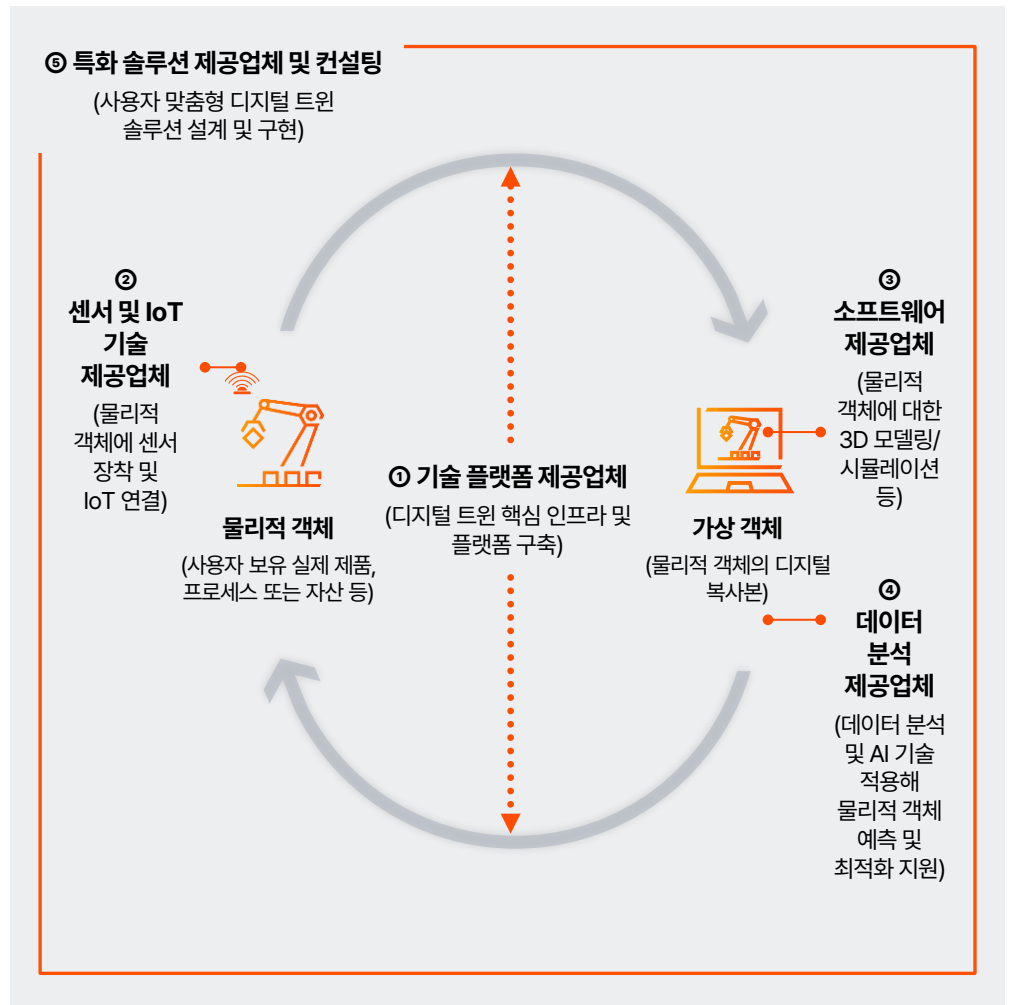 ⑤ 특화 솔루션 제공업체 및 컨설팅
(사용자 맞춤형 디지털 트윈
솔루션 설계 및 구현)
②
센서 및 IoT
기술
제공업체
(물리적
객체에 센서
장착 및
IoT 연결)
물리적 객체
(사용자 보유 실제 제품,
프로세스 또는 자산 등)
① 기술 플랫폼 제공업체
(디지털 트윈 핵심 인프라 및
플랫폼 구축)
가상 객체
(물리적 객체의 디지털
복사본)
③
소프트웨어
제공업체
(물리적
객체에 대한
3D 모델링/
시뮬레이션
등)
④
데이터
분석
제공업체
(데이터 분석
및 AI 기술
적용해
물리적 객체
예측 및
최적화 지원)